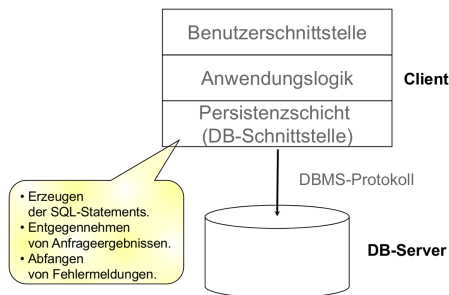 Benutzerschnittstelle
Anwendungslogik
Client
Persistenzschicht
(DB-Schnittstelle)
DBMS-Protokoll
• Erzeugen
der SQL-Statements.
• Entgegennehmen
von Anfrageergebnissen.
• Abfangen
von Fehlermeldungen.
DB-Server